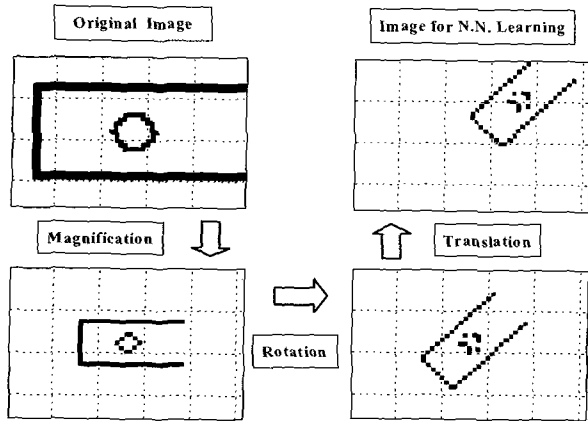 Original Image
Image for N.N. Learning
Magnification
Translation
Rotation